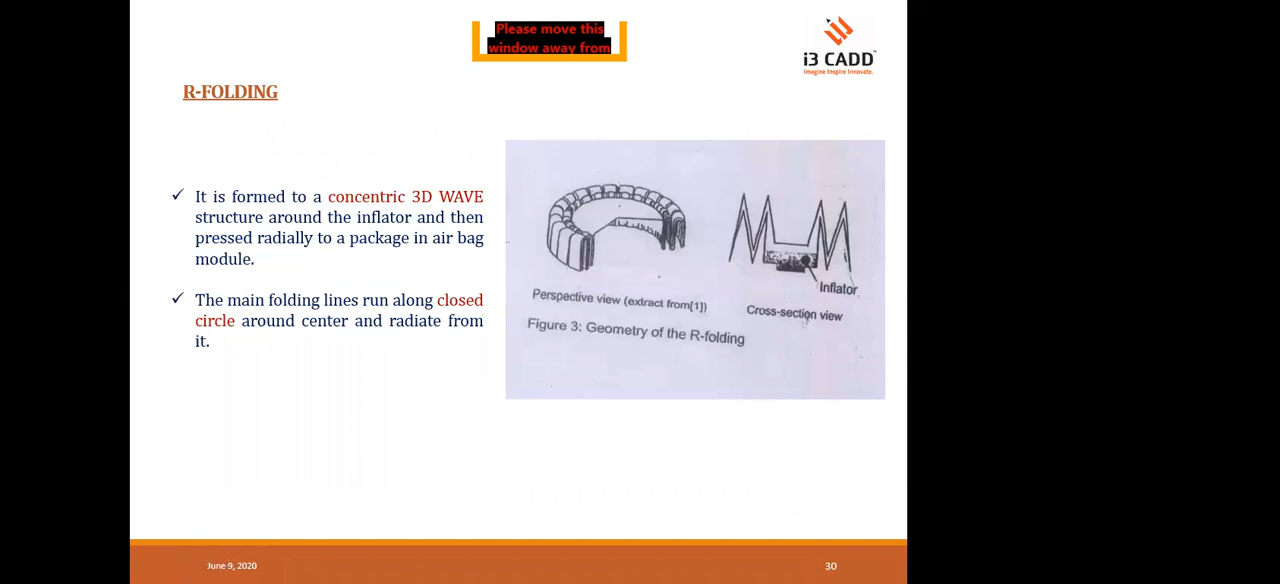 Please move this
window away from
i3 CADD
Imagine Inspire Innovate.
R-FOLDING
✓ It is formed to a concentric 3D WAVE
structure around the inflator and then
pressed radially to a package in air bag
module.
✓ The main folding lines run along closed
circle around center and radiate from
it.
Inflator
Perspective view (extract from[1])
Cross-section view
Figure 3: Geometry of the R-folding
June 9, 2020
30